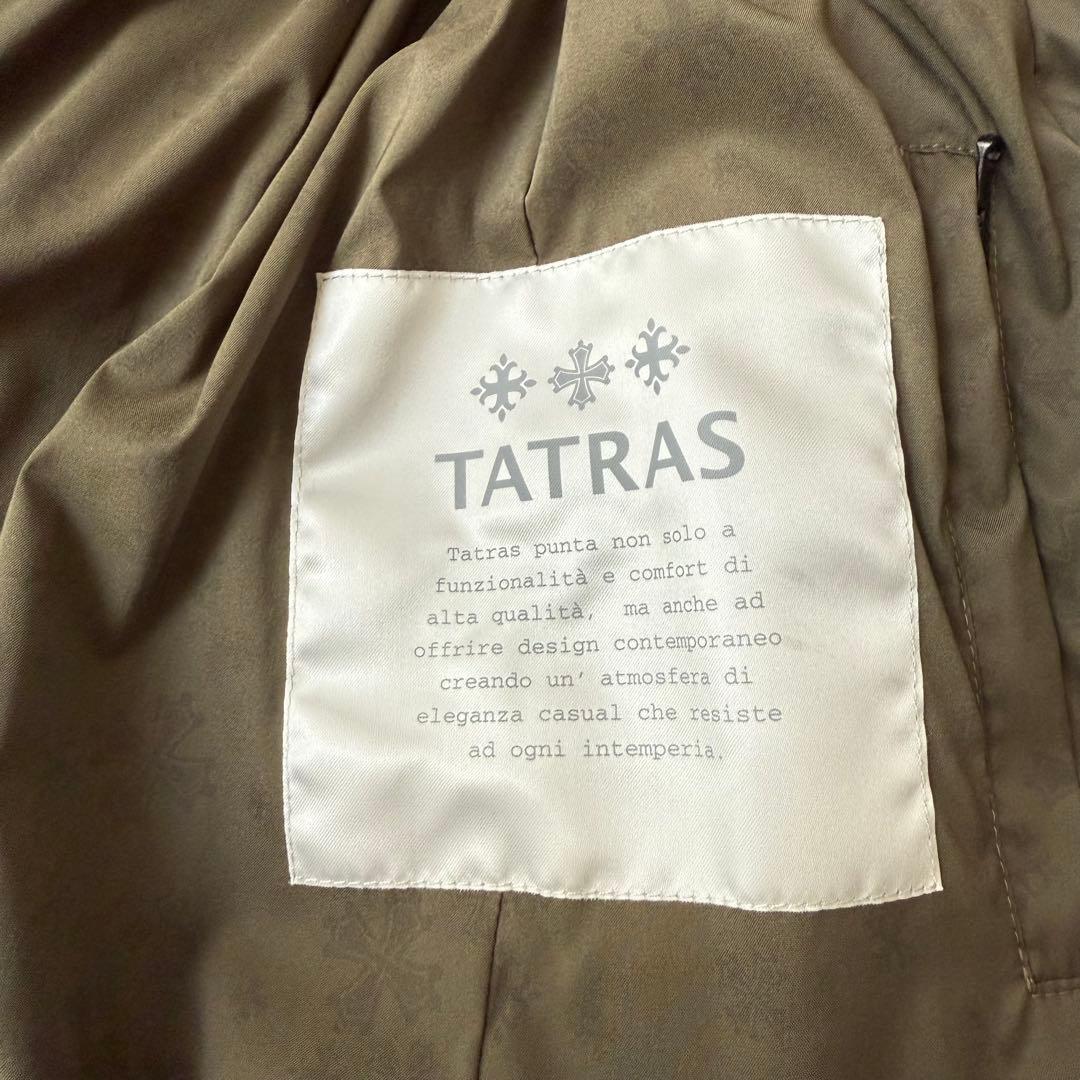 TATRAS
Tatras punta non solo a
funzionalità e comfort di
alta qualità, ma anche ad
offrire design contemporaneo
creando un’ atmosfera di
eleganza casual che resiste
ad ogni intemperia.